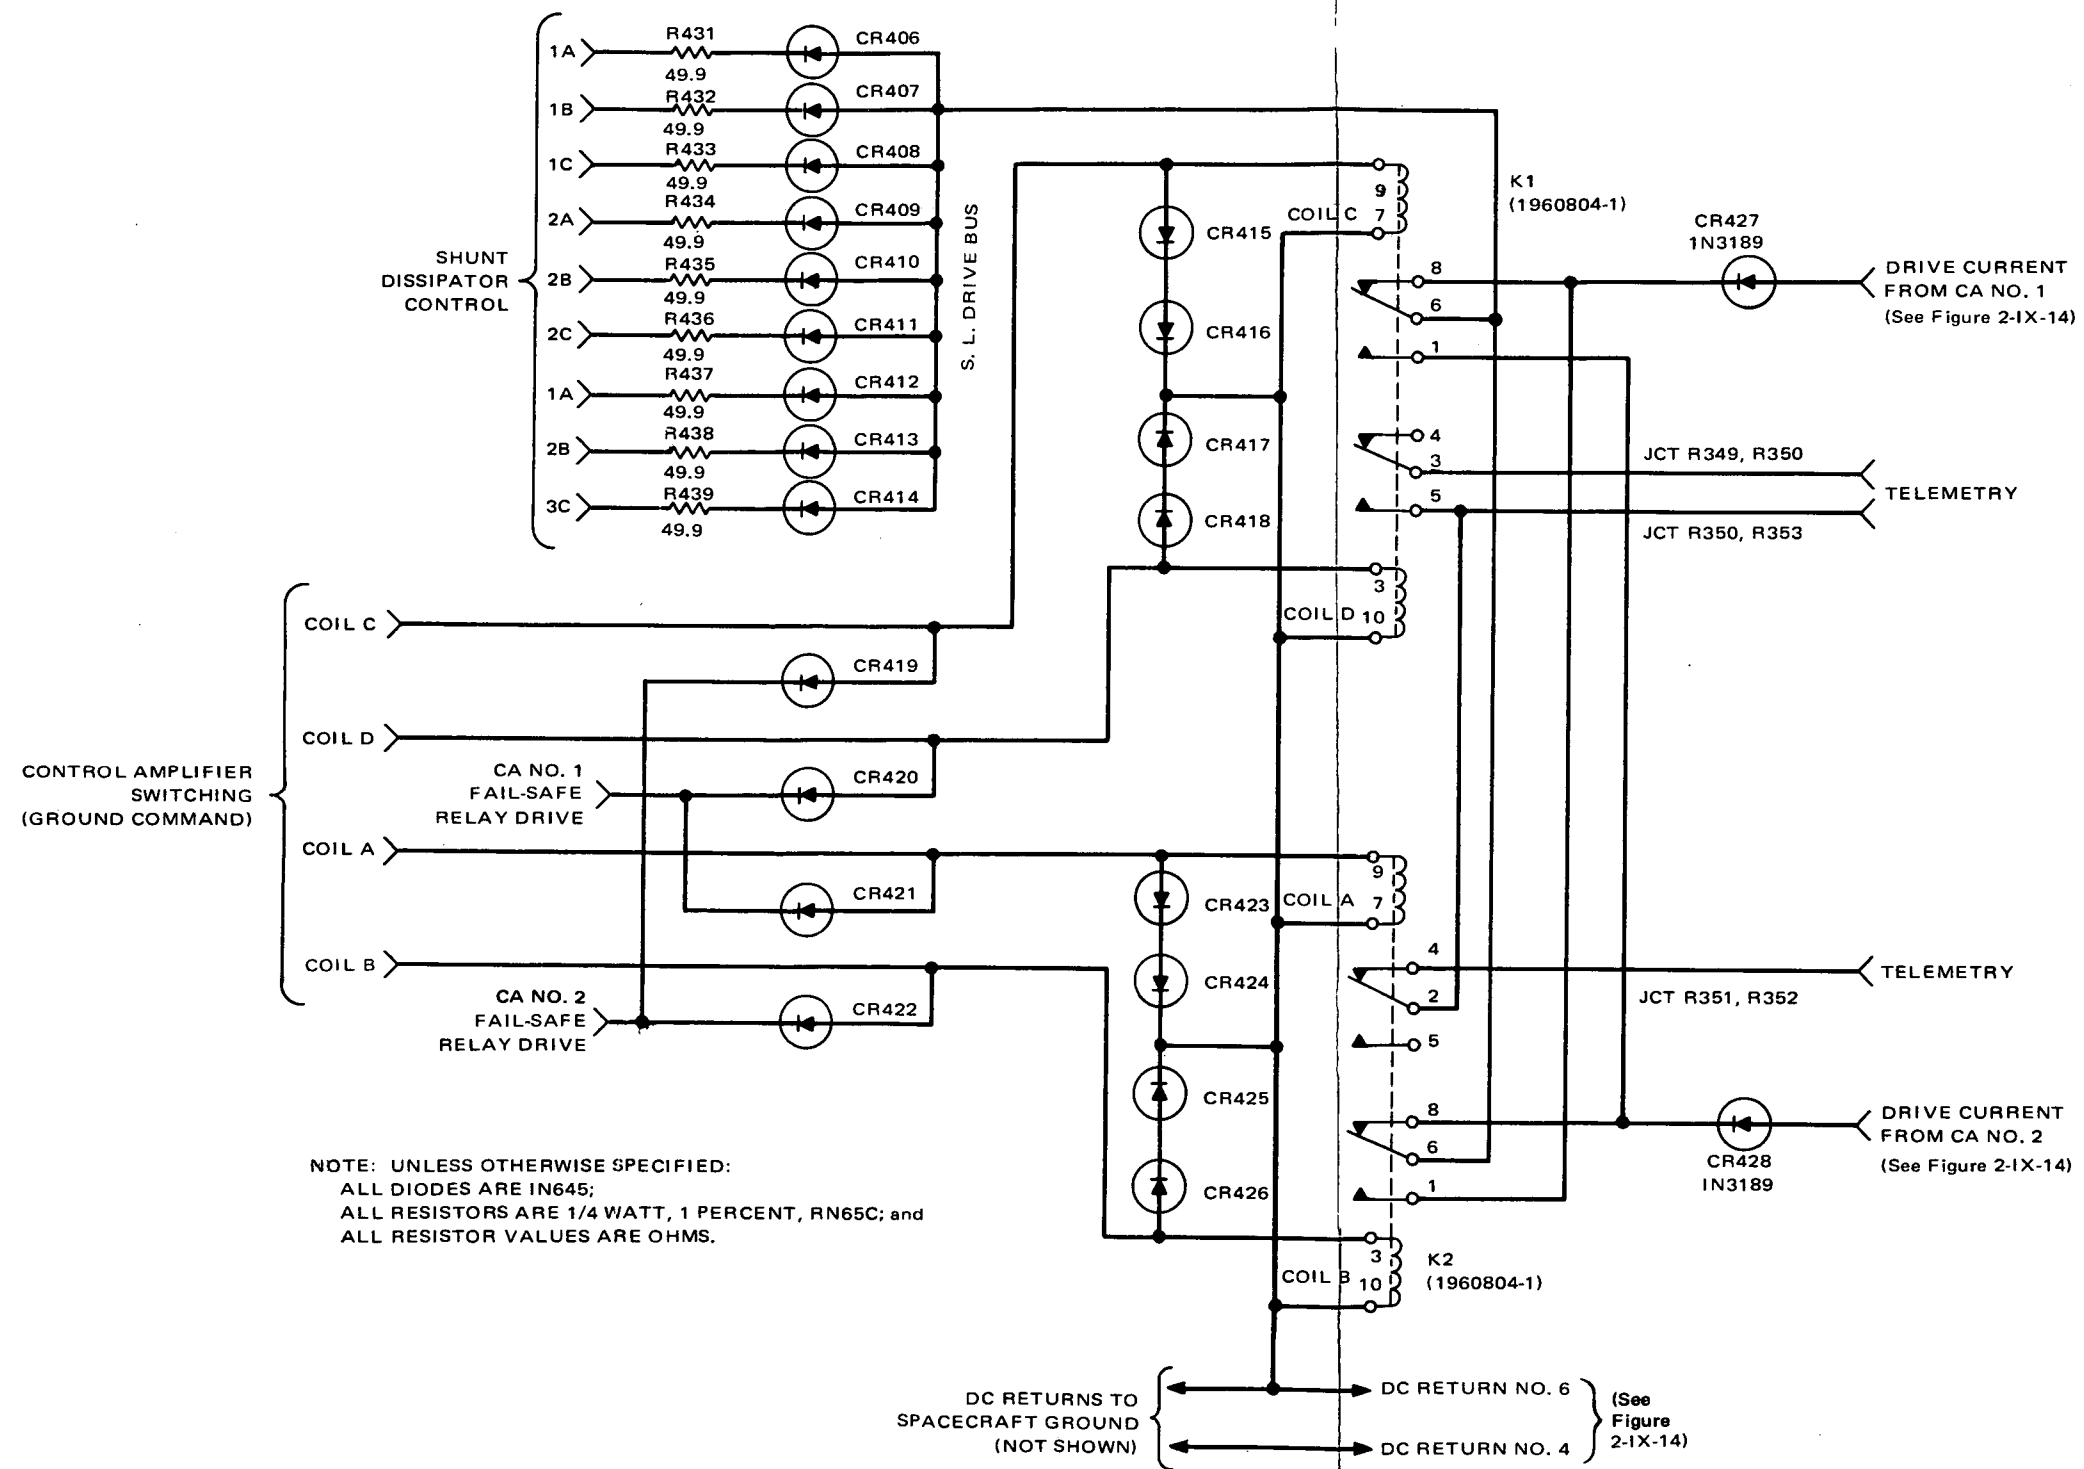 1A
R431
49.9
CR406
1B
R432
49.9
CR407
1C
R433
49.9
CR408
2A
R434
49.9
CR409
2B
R435
49.9
CR410
2C
R436
49.9
CR411
1A
R437
49.9
CR412
2B
R438
49.9
CR413
3C
R439
49.9
CR414
SHUNT
DISSIPATOR
CONTROL
S. L. DRIVE BUS
CR415
CR416
CR417
CR418
COIL C
9
7
K1
(1960804-1)
8
6
1
4
3
5
COIL D
3
10
CR427
1N3189
DRIVE CURRENT
FROM CA NO. 1
(See Figure 2-IX-14)
JCT R349, R350
TELEMETRY
JCT R350, R353
CONTROL AMPLIFIER
SWITCHING
(GROUND COMMAND)
COIL C
CR419
COIL D
CA NO. 1
FAIL-SAFE
RELAY DRIVE
CR420
COIL A
CR421
COIL B
CA NO. 2
FAIL-SAFE
RELAY DRIVE
CR422
CR423
CR424
CR425
CR426
COIL A
9
7
4
2
5
8
6
1
COIL B
3
10
K2
(1960804-1)
TELEMETRY
JCT R351, R352
DRIVE CURRENT
FROM CA NO. 2
(See Figure 2-IX-14)
CR428
IN3189
NOTE: UNLESS OTHERWISE SPECIFIED:
ALL DIODES ARE IN645;
ALL RESISTORS ARE 1/4 WATT, 1 PERCENT, RN65C; and
ALL RESISTOR VALUES ARE OHMS.
DC RETURNS TO
SPACECRAFT GROUND
(NOT SHOWN)
DC RETURN NO. 6
DC RETURN NO. 4
(See
Figure
2-IX-14)